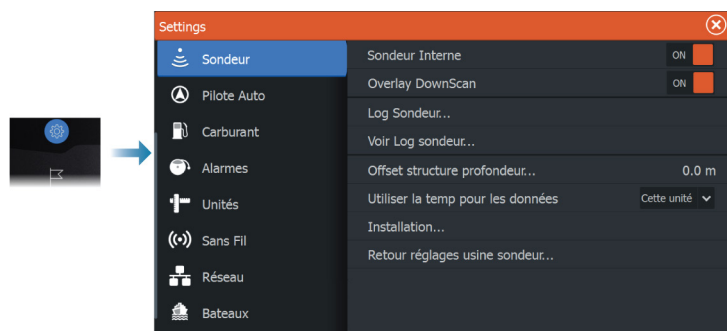 Settings
Sondeur
Pilote Auto
Carburant
Alarmes
Unités
Sans Fil
Réseau
Bateaux
Sondeur Interne ON
Overlay DownScan ON
Log Sondeur...
Voir Log sondeur...
Offset structure profondeur... 0.0 m
Utiliser la temp pour les données Cette unité
Installation...
Retour réglages usine sondeur...